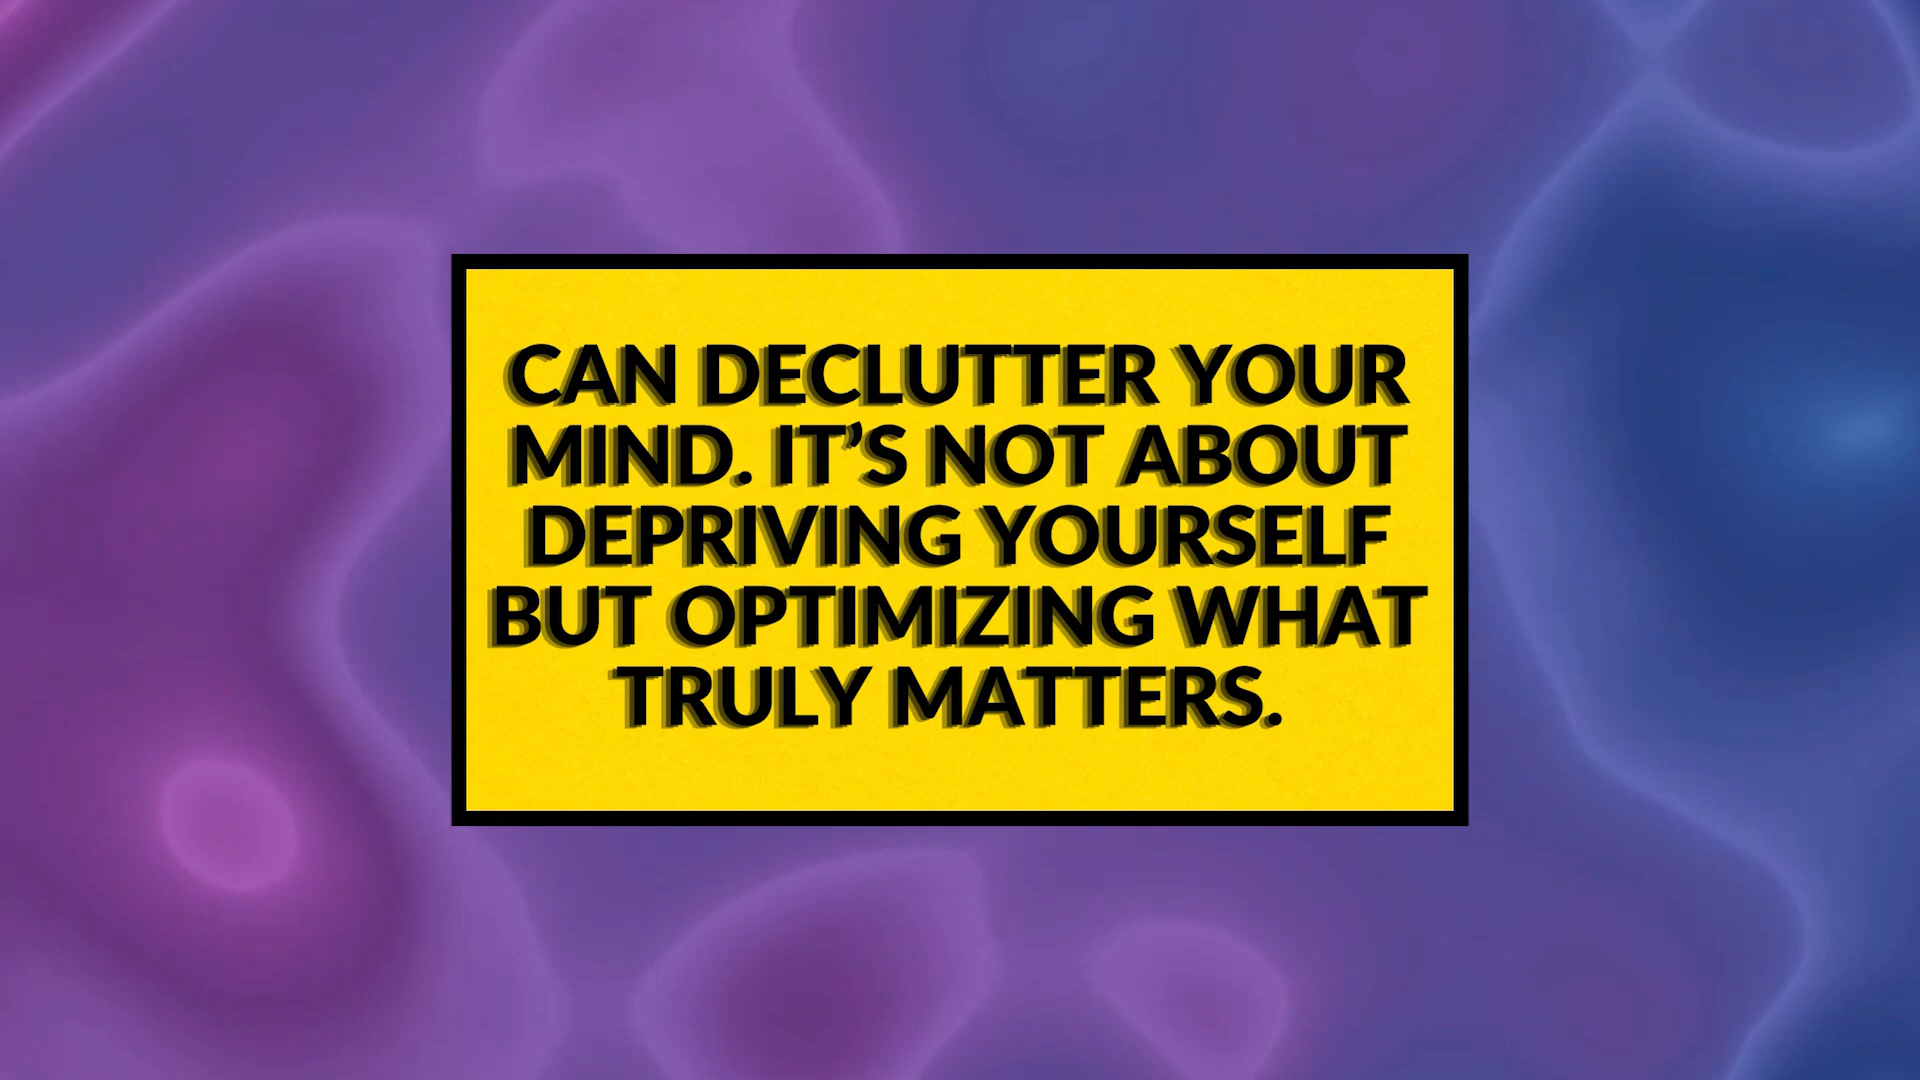 CAN DECLUTTER YOUR
MIND. IT’S NOT ABOUT
DEPRIVING YOURSELF
BUT OPTIMIZING WHAT
TRULY MATTERS.